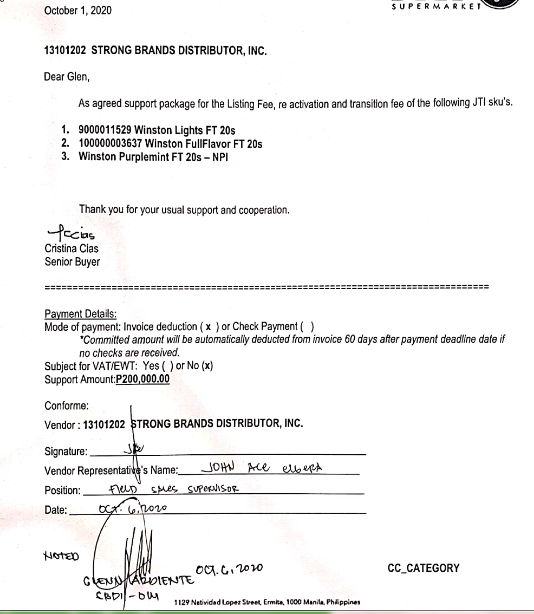 SUPERMARKET
October 1, 2020
13101202 STRONG BRANDS DISTRIBUTOR, INC.
Dear Glen,
As agreed support package for the Listing Fee, re activation and transition fee of the following JTI sku's.
1. 9000011529 Winston Lights FT 20s
2. 100000003637 Winston FullFlavor FT 20s
3. Winston Purplemint FT 20s – NPI
Thank you for your usual support and cooperation.
Cristina Clas
Senior Buyer
==========================================================================
Payment Details:
Mode of payment: Invoice deduction ( x ) or Check Payment ( )
*Committed amount will be automatically deducted from invoice 60 days after payment deadline date if
no checks are received.
Subject for VAT/EWT: Yes ( ) or No (x)
Support Amount:P200,000.00
Conforme:
Vendor : 13101202 STRONG BRANDS DISTRIBUTOR, INC.
Signature:
Vendor Representative's Name: JOHN ACE
Position: FIELD SALES SUPERVISOR
Date: OCT. 6, 2020
NOTED
GLENN ARDIENTE OCT. 6, 2020
SBDI - OM
CC_CATEGORY
1129 Natividad Lopez Street, Ermita, 1000 Manila, Philippines